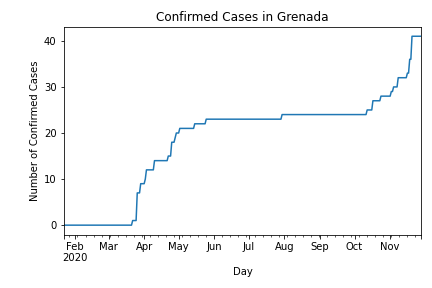 Confirmed Cases in Grenada
Number of Confirmed Cases
40
30
20
10
0
Feb Mar Apr May Jun Jul Aug Sep Oct Nov
2020
Day